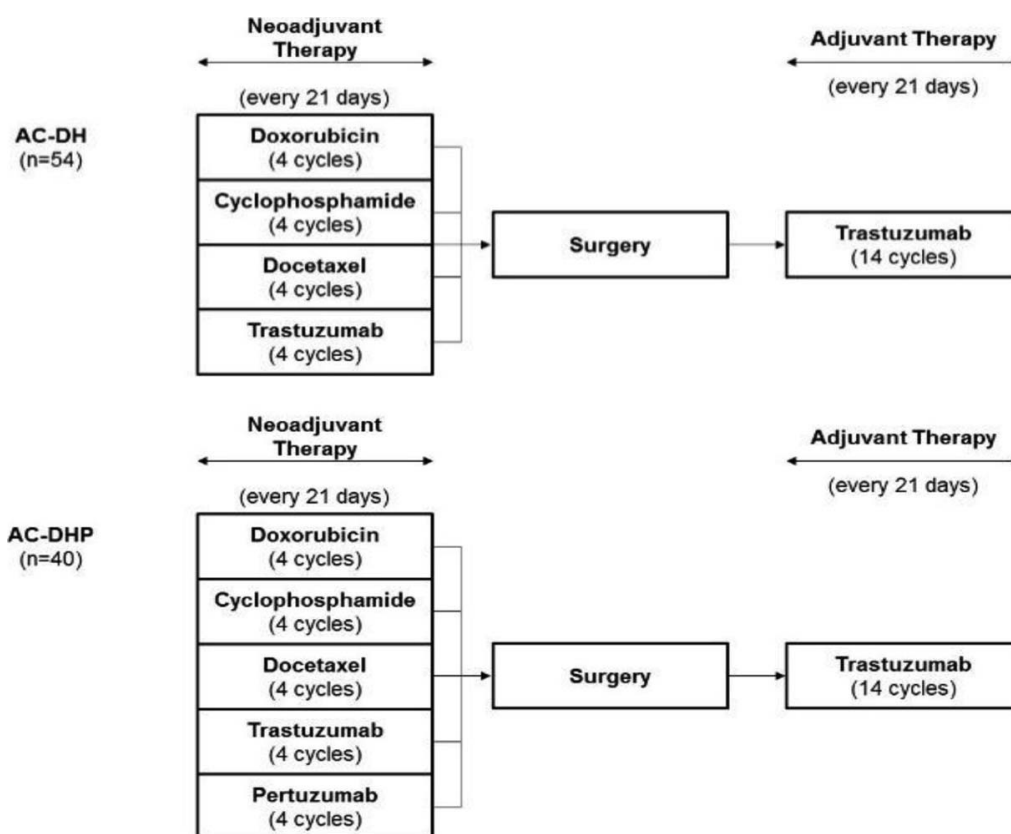 Neoadjuvant
Therapy
Adjuvant Therapy
(every 21 days)
(every 21 days)
AC-DH
(n=54)
Doxorubicin
(4 cycles)
Cyclophosphamide
(4 cycles)
Docetaxel
(4 cycles)
Trastuzumab
(4 cycles)
Surgery
Trastuzumab
(14 cycles)
Neoadjuvant
Therapy
Adjuvant Therapy
(every 21 days)
(every 21 days)
AC-DHP
(n=40)
Doxorubicin
(4 cycles)
Cyclophosphamide
(4 cycles)
Docetaxel
(4 cycles)
Trastuzumab
(4 cycles)
Pertuzumab
(4 cycles)
Surgery
Trastuzumab
(14 cycles)